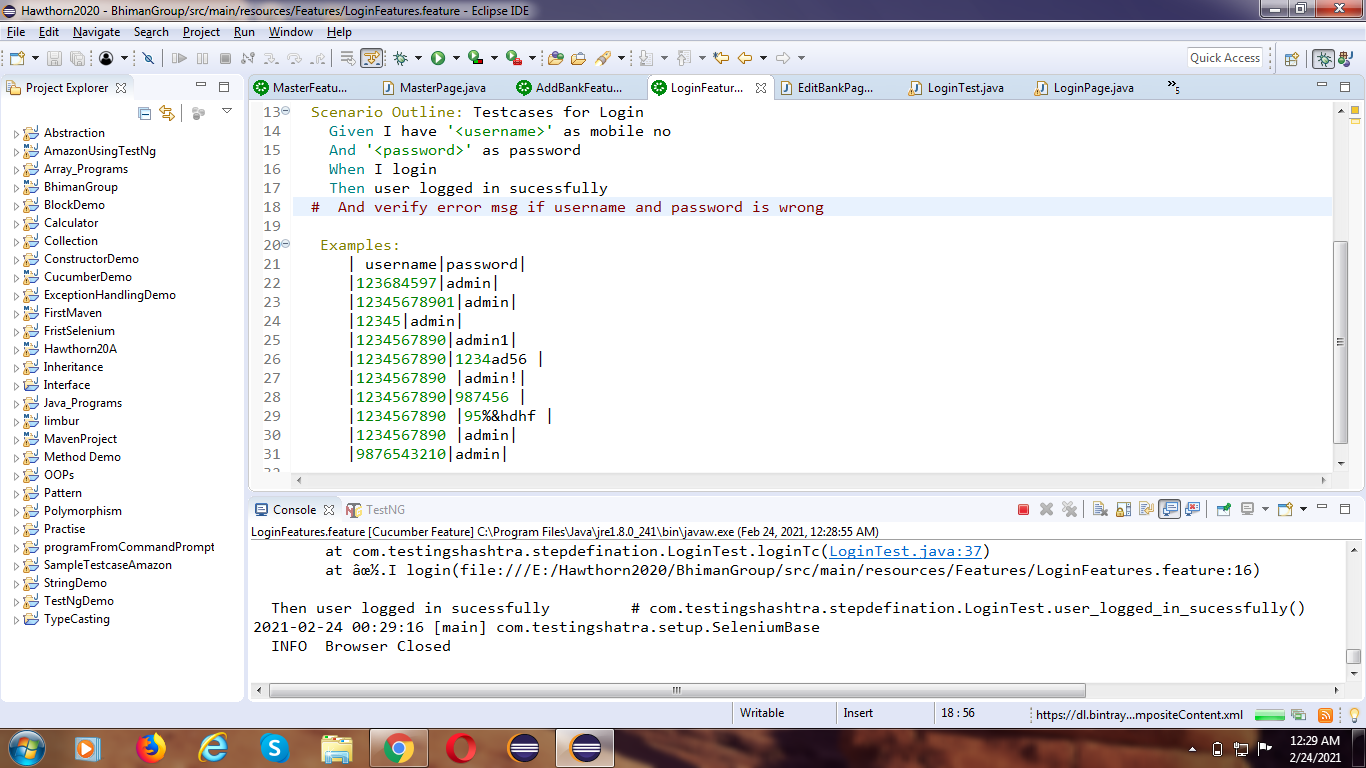 Hawthorn2020 - BhimanGroup/src/main/resources/Features/LoginFeatures.feature - Eclipse IDE
File Edit Navigate Search Project Run Window Help
Quick Access
Project Explorer
MasterFeatu...
MasterPage.java
AddBankFeatu...
LoginFeatur...
EditBankPag...
LoginTest.java
LoginPage.java
»5
Abstraction
AmazonUsingTestNg
Array_Programs
BhimanGroup
BlockDemo
Calculator
Collection
ConstructorDemo
CucumberDemo
ExceptionHandlingDemo
FirstMaven
FristSelenium
Hawthorn20A
Inheritance
Interface
Java_Programs
limbur
MavenProject
Method Demo
OOPs
Pattern
Polymorphism
Practise
programFromCommandPrompt
SampleTestcaseAmazon
StringDemo
TestNgDemo
TypeCasting
13 Scenario Outline: Testcases for Login
14 Given I have '<username>' as mobile no
15 And '<password>' as password
16 When I login
17 Then user logged in sucessfully
18 #  And verify error msg if username and password is wrong
19
20 Examples:
21 | username|password|
22 |123684597|admin|
23 |12345678901|admin|
24 |12345|admin|
25 |1234567890|admin1|
26 |1234567890|1234ad56 |
27 |1234567890 |admin!|
28 |1234567890|987456 |
29 |1234567890 |95%&hdhf |
30 |1234567890 |admin|
31 |9876543210|admin|
32
Console
TestNG
LoginFeatures.feature [Cucumber Feature] C:\Program Files\Java\jre1.8.0_241\bin\javaw.exe (Feb 24, 2021, 12:28:55 AM)
at com.testingshashtra.stepdefination.LoginTest.loginTc(LoginTest.java:37)
at âœ½.I login(file:///E:/Hawthorn2020/BhimanGroup/src/main/resources/Features/LoginFeatures.feature:16)
Then user logged in sucessfully # com.testingshashtra.stepdefination.LoginTest.user_logged_in_sucessfully()
2021-02-24 00:29:16 [main] com.testingshatra.setup.SeleniumBase
INFO Browser Closed
Writable
Insert
18 : 56
https://dl.bintray...mpositeContent.xml
12:29 AM
2/24/2021